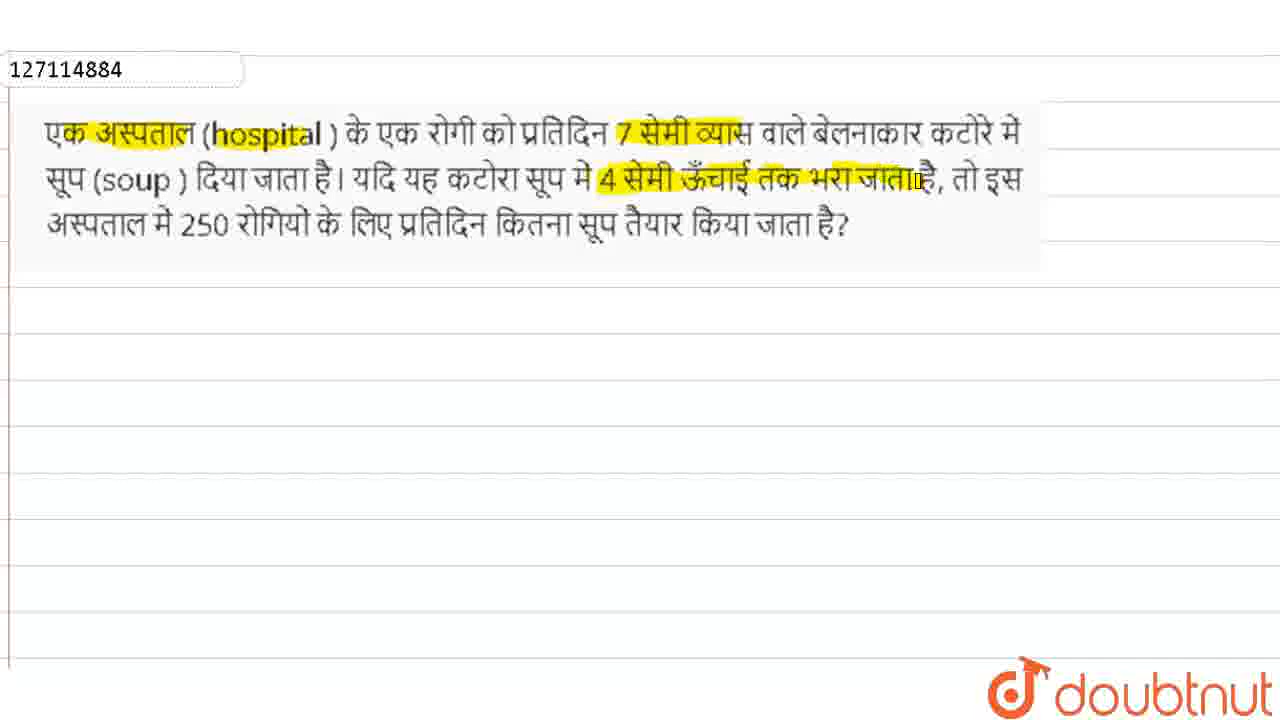 127114884
एक अस्पताल (hospital ) के एक रोगी को प्रतिदिन 7 सेमी व्यास वाले बेलनाकार कटोरे में
सूप (soup ) दिया जाता है। यदि यह कटोरा सूप में 4 सेमी ऊँचाई तक भरा जाता है, तो इस
अस्पताल में 250 रोगियों के लिए प्रतिदिन कितना सूप तैयार किया जाता है?
doubtnut